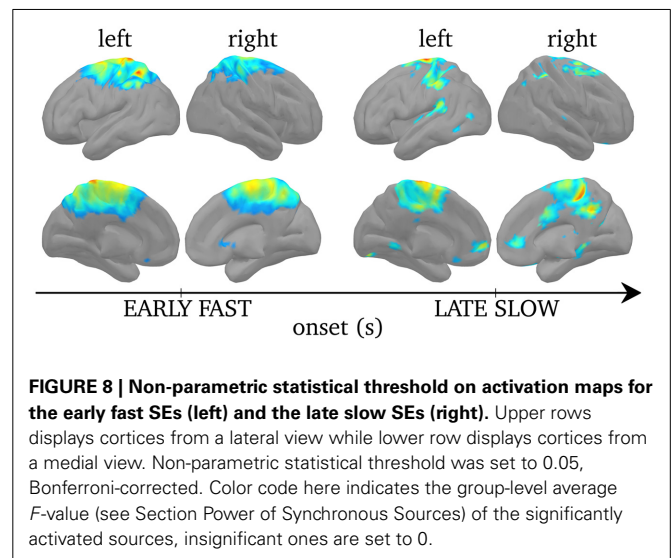 left right left right
EARLY FAST LATE SLOW
onset (s)
FIGURE 8 | Non-parametric statistical threshold on activation maps for
the early fast SEs (left) and the late slow SEs (right). Upper rows
displays cortices from a lateral view while lower row displays cortices from
a medial view. Non-parametric statistical threshold was set to 0.05,
Bonferroni-corrected. Color code here indicates the group-level average
F-value (see Section Power of Synchronous Sources) of the significantly
activated sources, insignificant ones are set to 0.